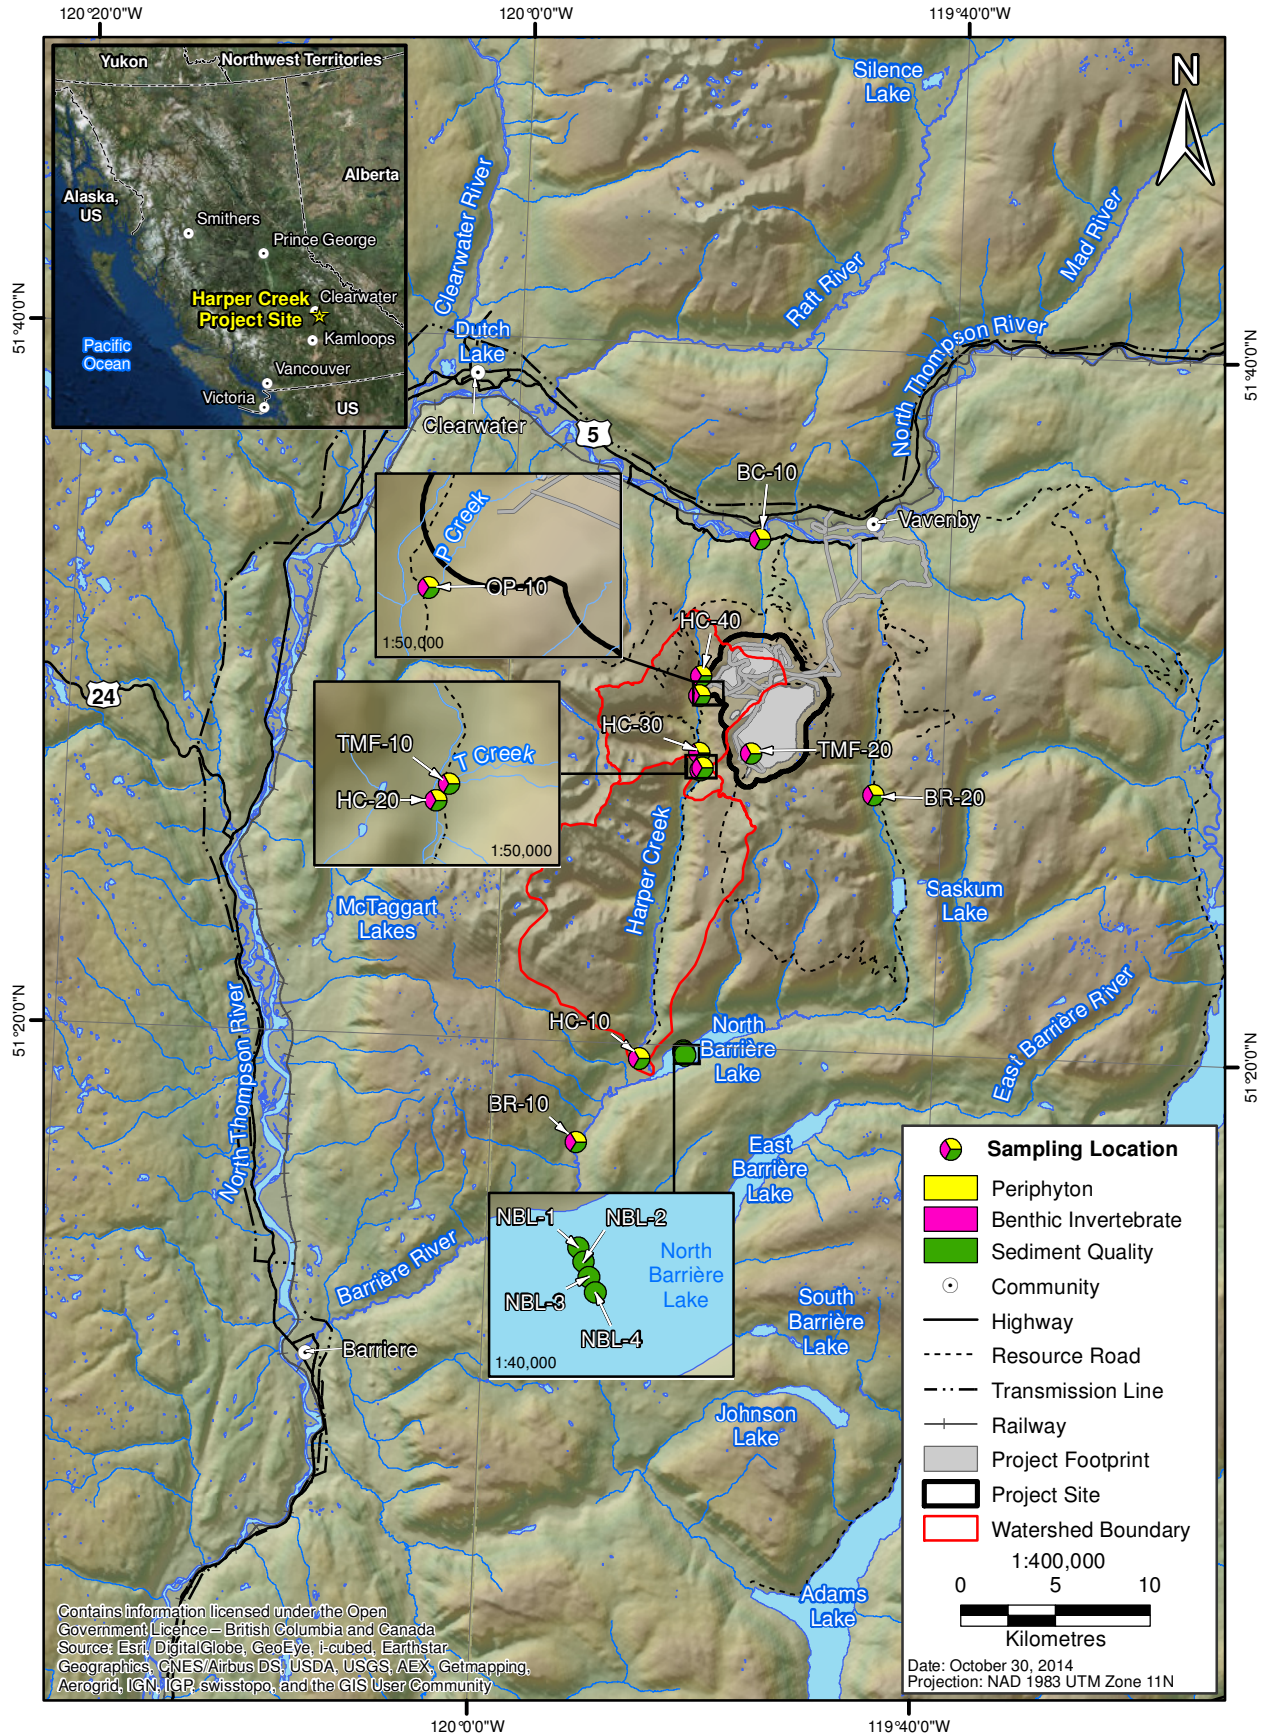 120°20'0"W
120°0'0"W
119°40'0"W
Yukon
Northwest Territories
Alaska,
US
Alberta
Smithers
Prince George
Harper Creek
Project Site
Clearwater
Kamloops
Pacific
Ocean
Vancouver
Victoria
US
Silence
Lake
N
Clearwater River
Mad River
Raft River
51°40'0"N
51°40'0"N
Dutch
Lake
North Thompson River
Clearwater
5
BC-10
Vavenby
P Creek
OP-10
1:50,000
HC-40
24
HC-30
TMF-20
TMF-10
T Creek
HC-20
1:50,000
BR-20
Harper Creek
McTaggart
Lakes
Saskum
Lake
North Thompson River
51°20'0"N
51°20'0"N
HC-10
North
Barrière
Lake
East Barrière River
BR-10
East
Barrière
Lake
NBL-1
NBL-2
North
Barrière
Lake
NBL-3
NBL-4
1:40,000
Barrière River
South
Barrière
Lake
Barriere
Johnson
Lake
Adams
Lake
Sampling Location
Periphyton
Benthic Invertebrate
Sediment Quality
Community
Highway
Resource Road
Transmission Line
Railway
Project Footprint
Project Site
Watershed Boundary
1:400,000
0 5 10
Kilometres
Date: October 30, 2014
Projection: NAD 1983 UTM Zone 11N
Contains information licensed under the Open
Government Licence – British Columbia and Canada
Source: Esri, DigitalGlobe, GeoEye, i-cubed, Earthstar
Geographics, CNES/Airbus DS, USDA, USGS, AEX, Getmapping,
Aerogrid, IGN, IGP, swisstopo, and the GIS User Community
120°0'0"W
119°40'0"W